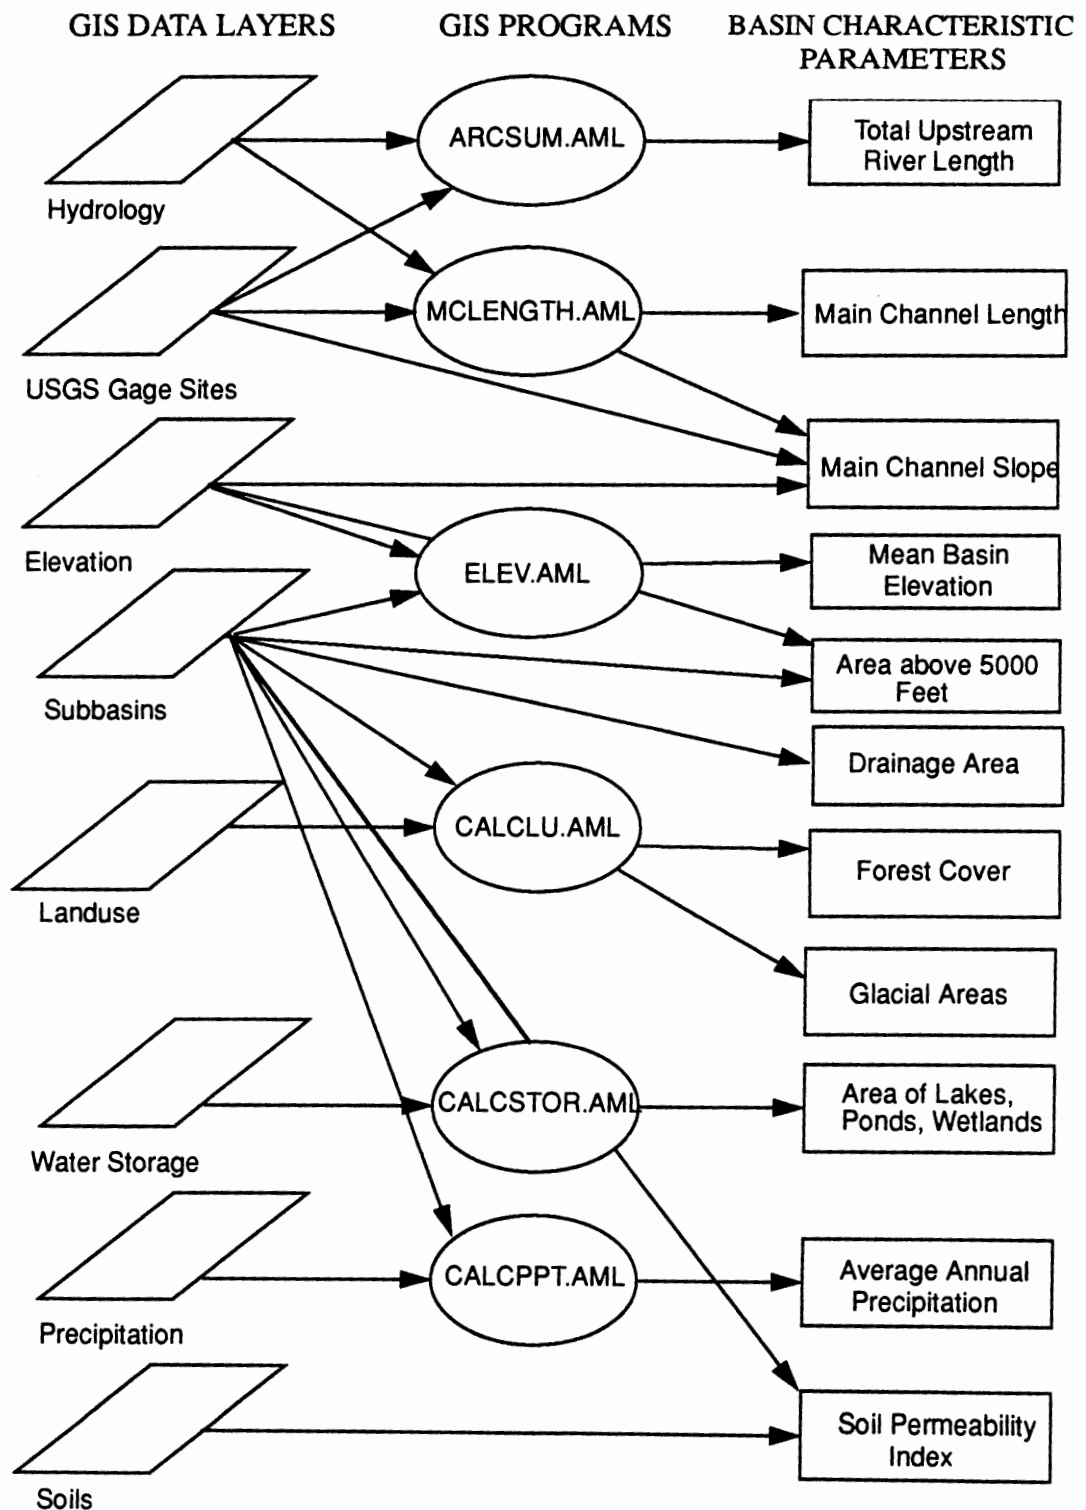 GIS DATA LAYERS
GIS PROGRAMS
BASIN CHARACTERISTIC
PARAMETERS
Hydrology
ARCSUM.AML
Total Upstream
River Length
USGS Gage Sites
MCLENGTH.AML
Main Channel Length
Main Channel Slope
Elevation
ELEV.AML
Mean Basin
Elevation
Subbasins
Area above 5000
Feet
Drainage Area
Landuse
CALCLU.AML
Forest Cover
Glacial Areas
Water Storage
CALCSTOR.AML
Area of Lakes,
Ponds, Wetlands
Precipitation
CALCPPT.AML
Average Annual
Precipitation
Soils
Soil Permeability
Index